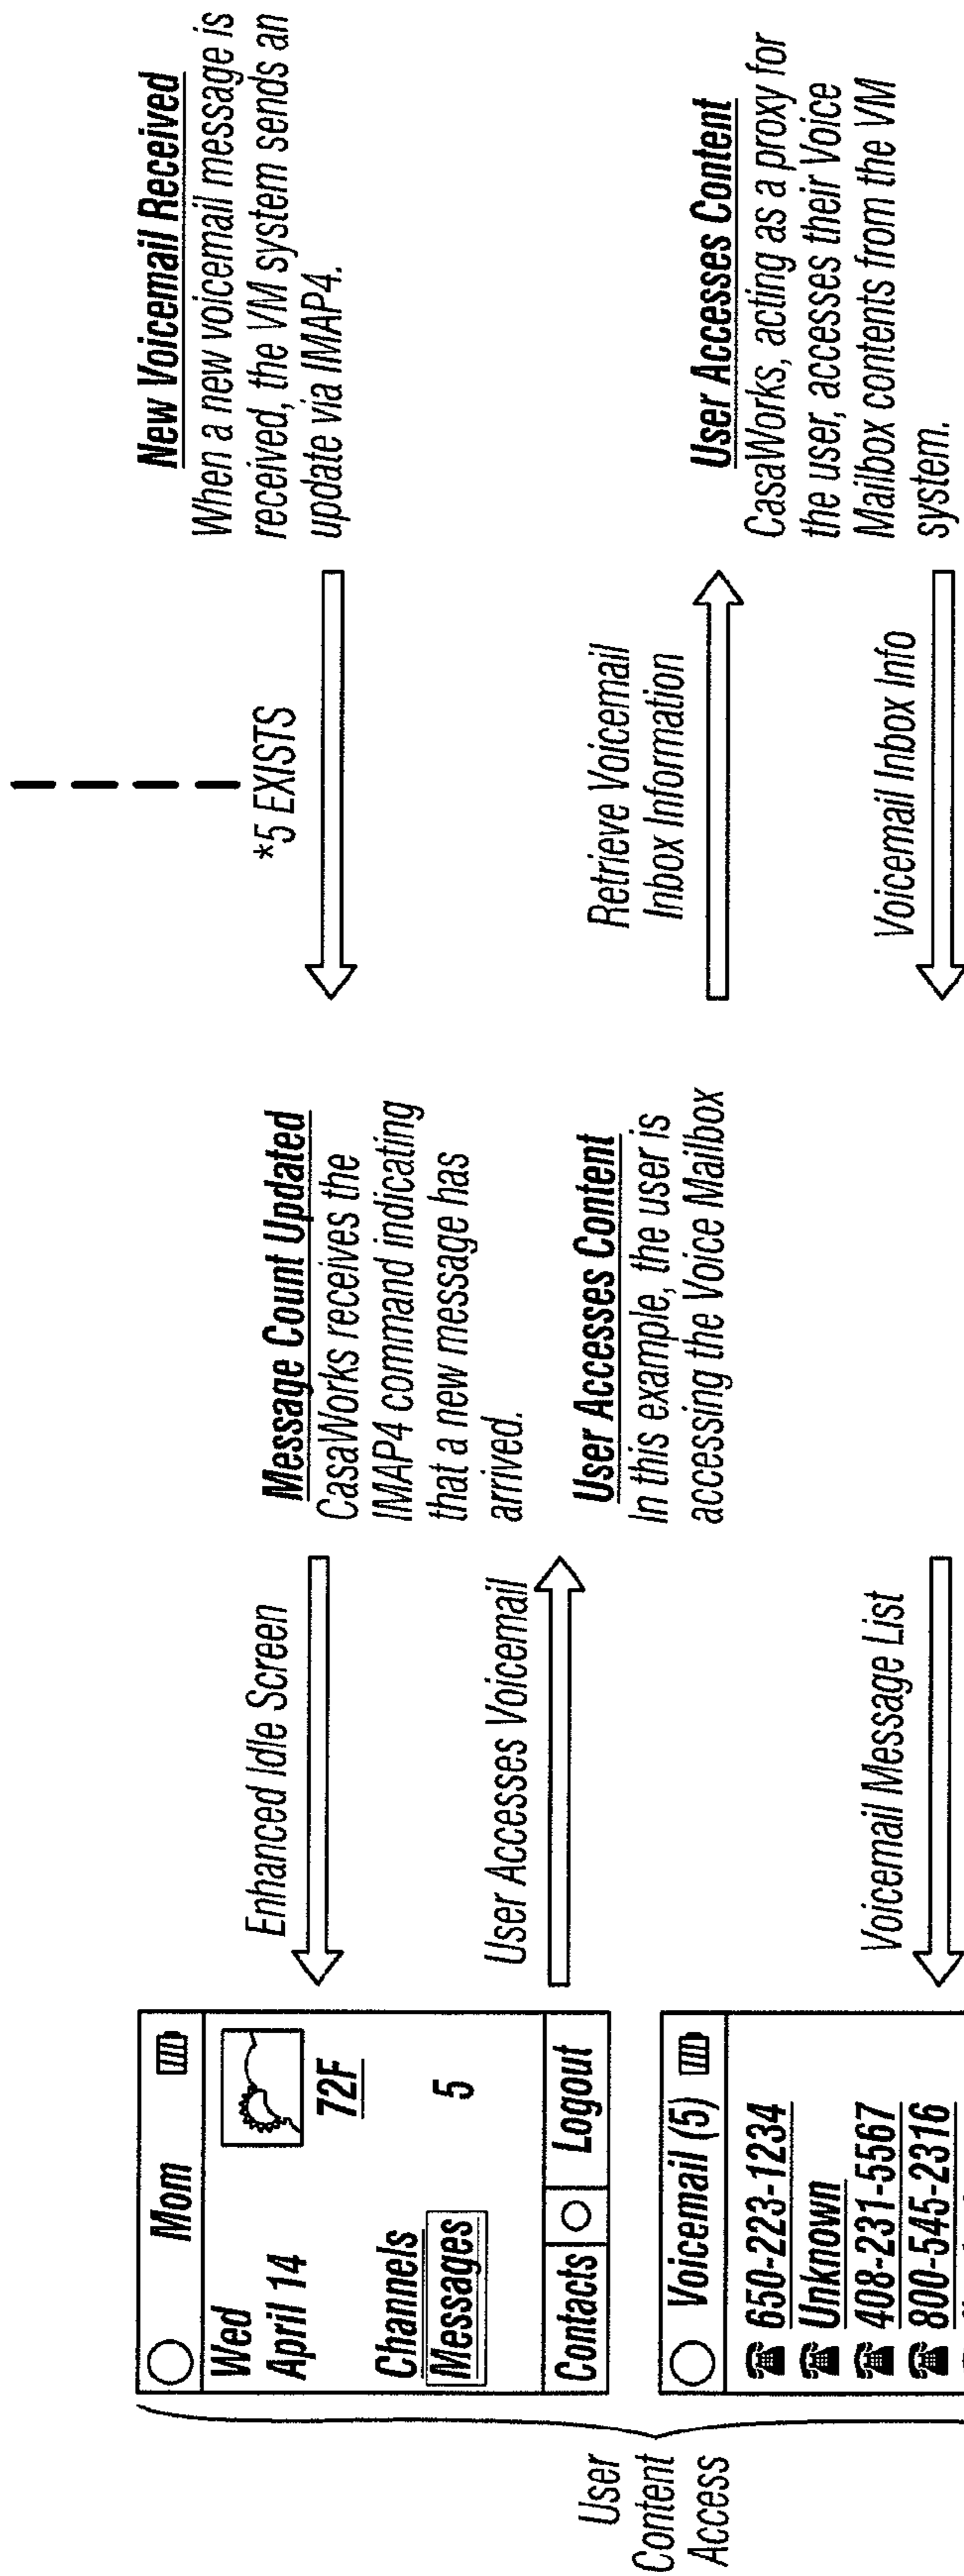 New Voicemail Received
When a new voicemail message is
received, the VM system sends an
update via IMAP4.
*5 EXISTS
Message Count Updated
CasaWorks receives the
IMAP4 command indicating
that a new message has
arrived.
Enhanced Idle Screen
Mom
Wed
April 14
72F
Channels
Messages 5
Contacts Logout
User Accesses Voicemail
User Accesses Content
In this example, the user is
accessing the Voice Mailbox
Retrieve Voicemail
Inbox Information
User Accesses Content
CasaWorks, acting as a proxy for
the user, accesses their Voice
Mailbox contents from the VM
system.
Voicemail Inbox Info
Voicemail Message List
Voicemail (5)
650-223-1234
Unknown
408-231-5567
800-545-2316
User
Content
Access